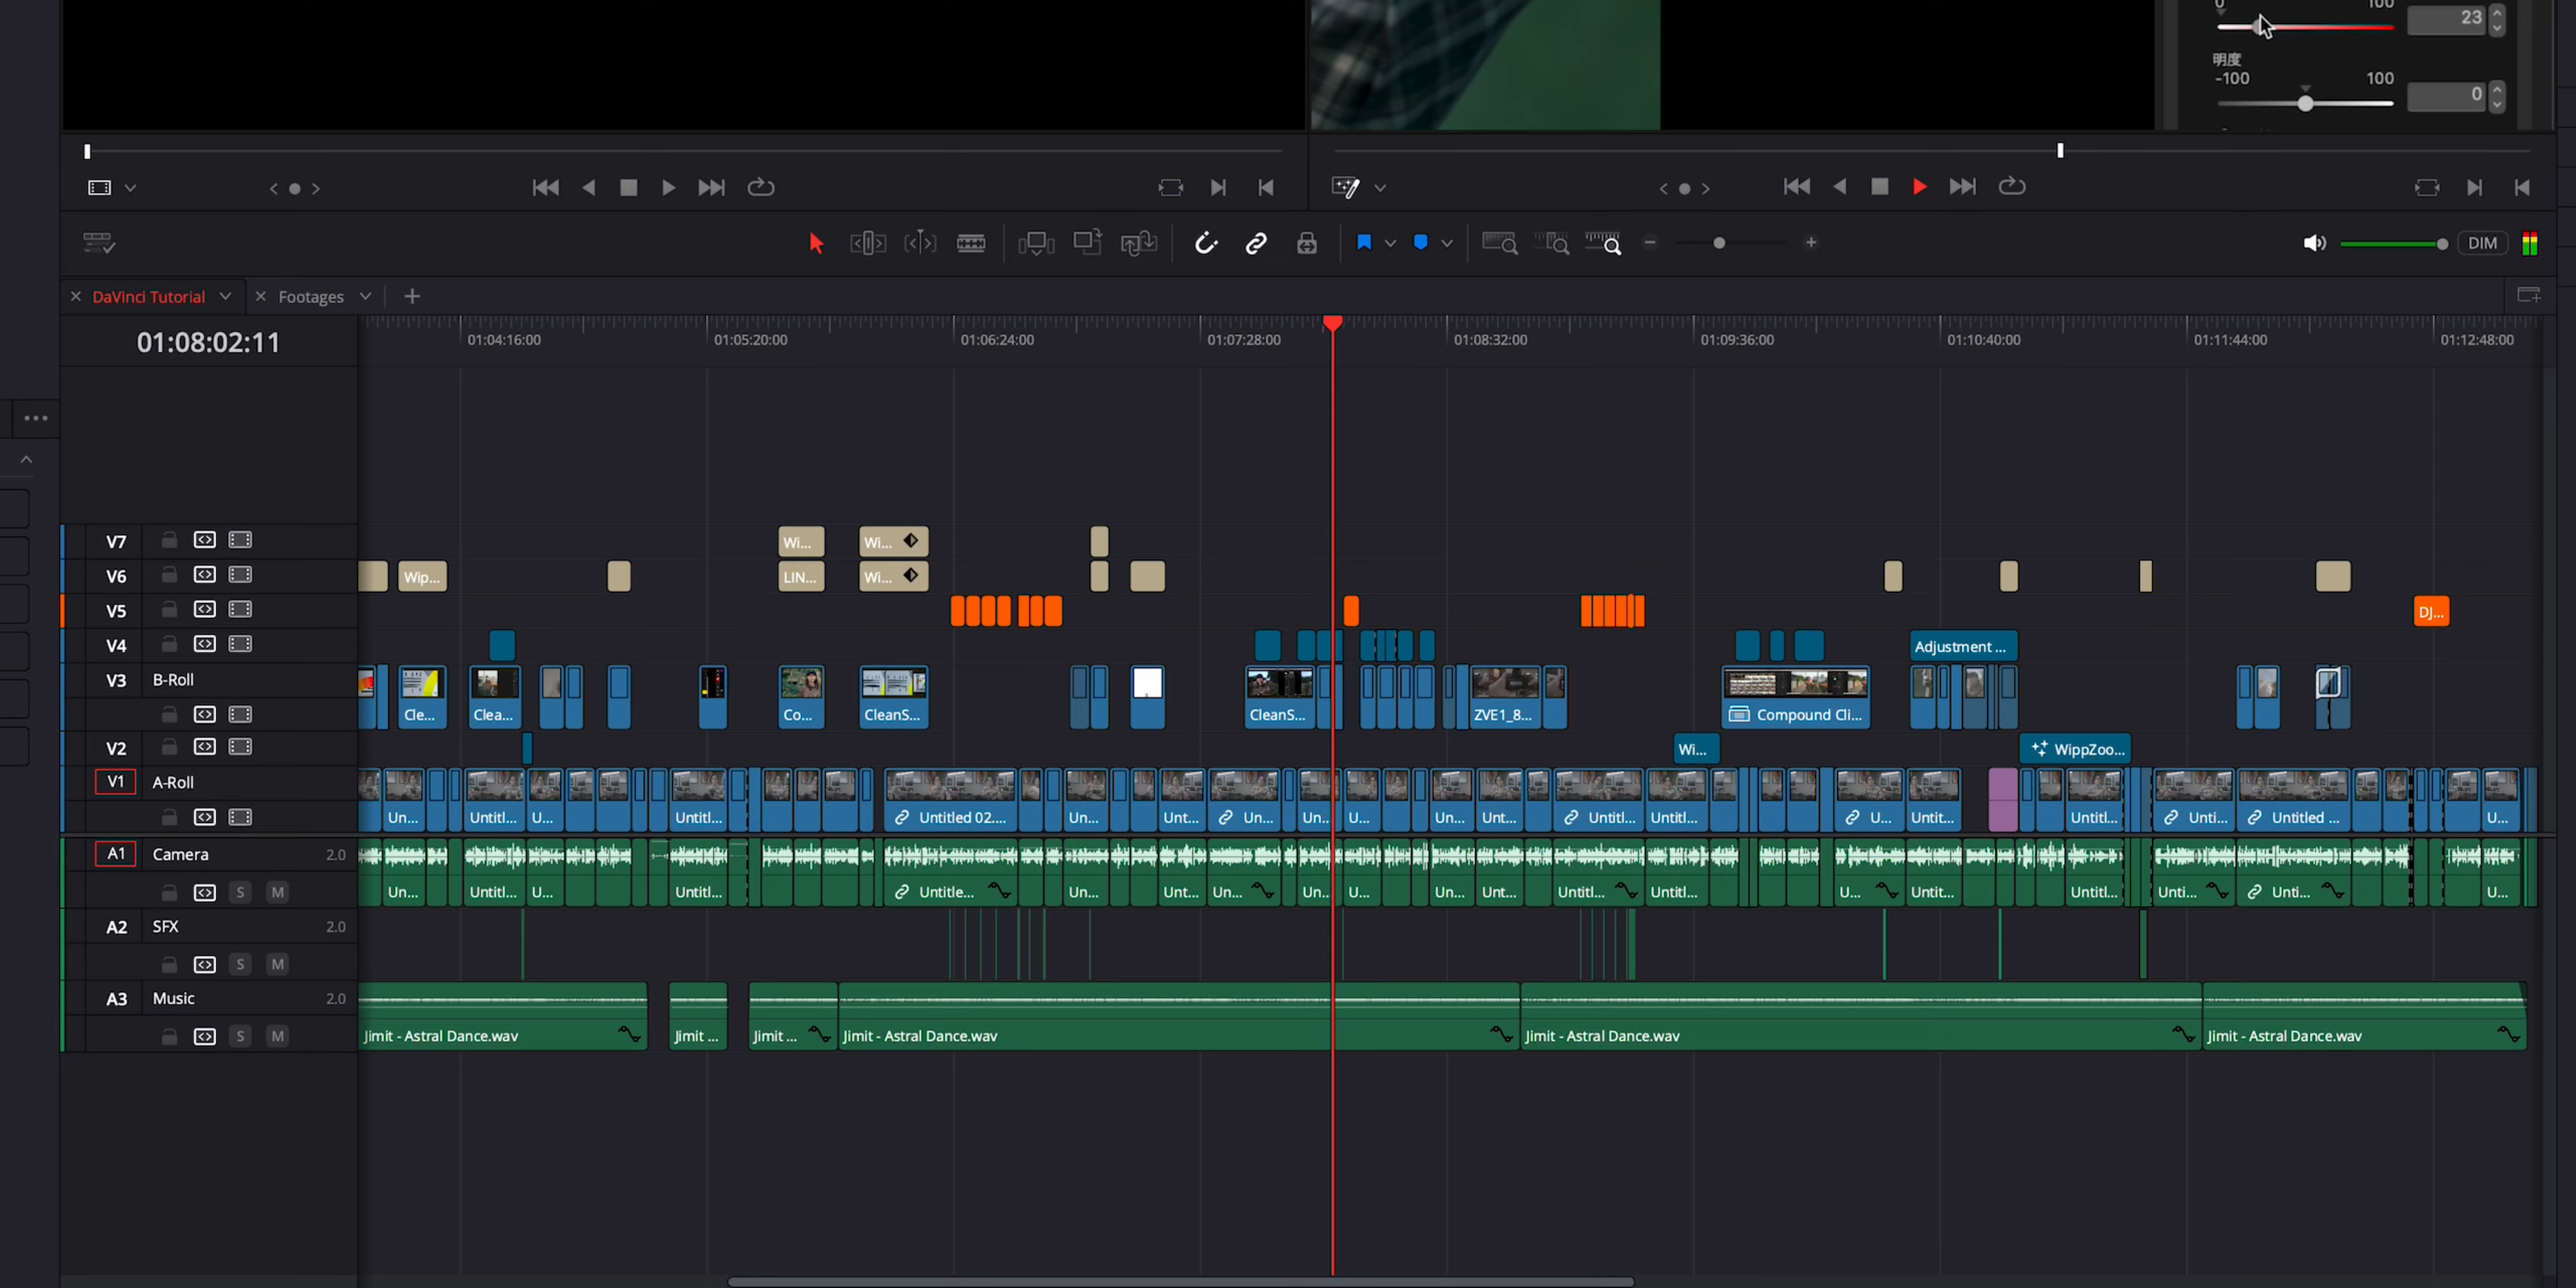 0 100 23
明度
-100 100 0
DIM
DaVinci Tutorial Footages
01:08:02:11 01:04:16:00 01:05:20:00 01:06:24:00 01:07:28:00 01:08:32:00 01:09:36:00 01:10:40:00 01:11:44:00 01:12:48:00
V7 Wi... Wi...
V6 Wip... LIN... Wi...
V5 DJ...
V4 Adjustment ...
V3 B-Roll
Cle... Clea... Co... CleanS... CleanS... ZVE1_8... Compound Cli...
V2 Wi... WippZoo...
V1 A-Roll
Un... Untitl... U... Untitl... Untitled 02.... Un... Unt... Un... Un... U... Un... Unt... Untitl... Untitl... U... Untit... Untitl... Unti... Untitled ... U...
A1 Camera 2.0
S M Un... Untitl... U... Untitl... Untitle... Un... Unt... Un... Un... U... Un... Unt... Untitl... Untitl... U... Untit... Untitl... Unti... Unti... U...
A2 SFX 2.0
S M
A3 Music 2.0
S M Jimit - Astral Dance.wav Jimit ... Jimit ... Jimit - Astral Dance.wav Jimit - Astral Dance.wav Jimit - Astral Dance.wav